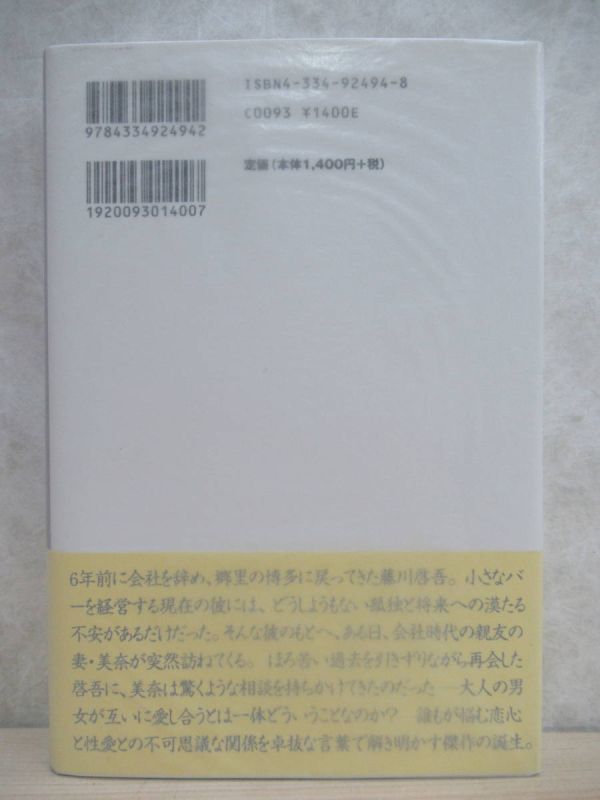 ISBN4-334-92494-8
C0093 ¥1400E
9784334924942
定価(本体1,400円+税)
1920093014007
6年前に会社を辞め、郷里の博多に戻ってきた藤川啓吾。小さなバ
ーを経営する現在の彼には、どうしようもない孤独と将来への漠たる
不安があるだけだった。そんな彼のもとへ、ある日、会社時代の親友の
妻・美奈が突然訪ねてくる。ほろ苦い過去を引きずりながら再会した
啓吾に、美奈は驚くような相談を持ちかけてきたのだった―大人の男
女が互いに愛し合うとは一体どういうことなのか? 誰もが悩む恋心
と性愛との不可思議な関係を卓抜な言葉で解き明かす傑作の誕生。